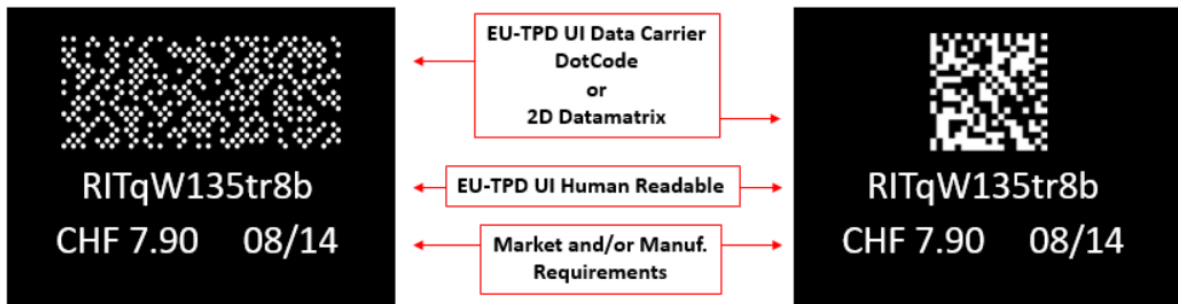 RITqW135tr8b
CHF 7.90 08/14
EU-TPD UI Data Carrier
DotCode
or
2D Datamatrix
EU-TPD UI Human Readable
Market and/or Manuf.
Requirements
RITqW135tr8b
CHF 7.90 08/14